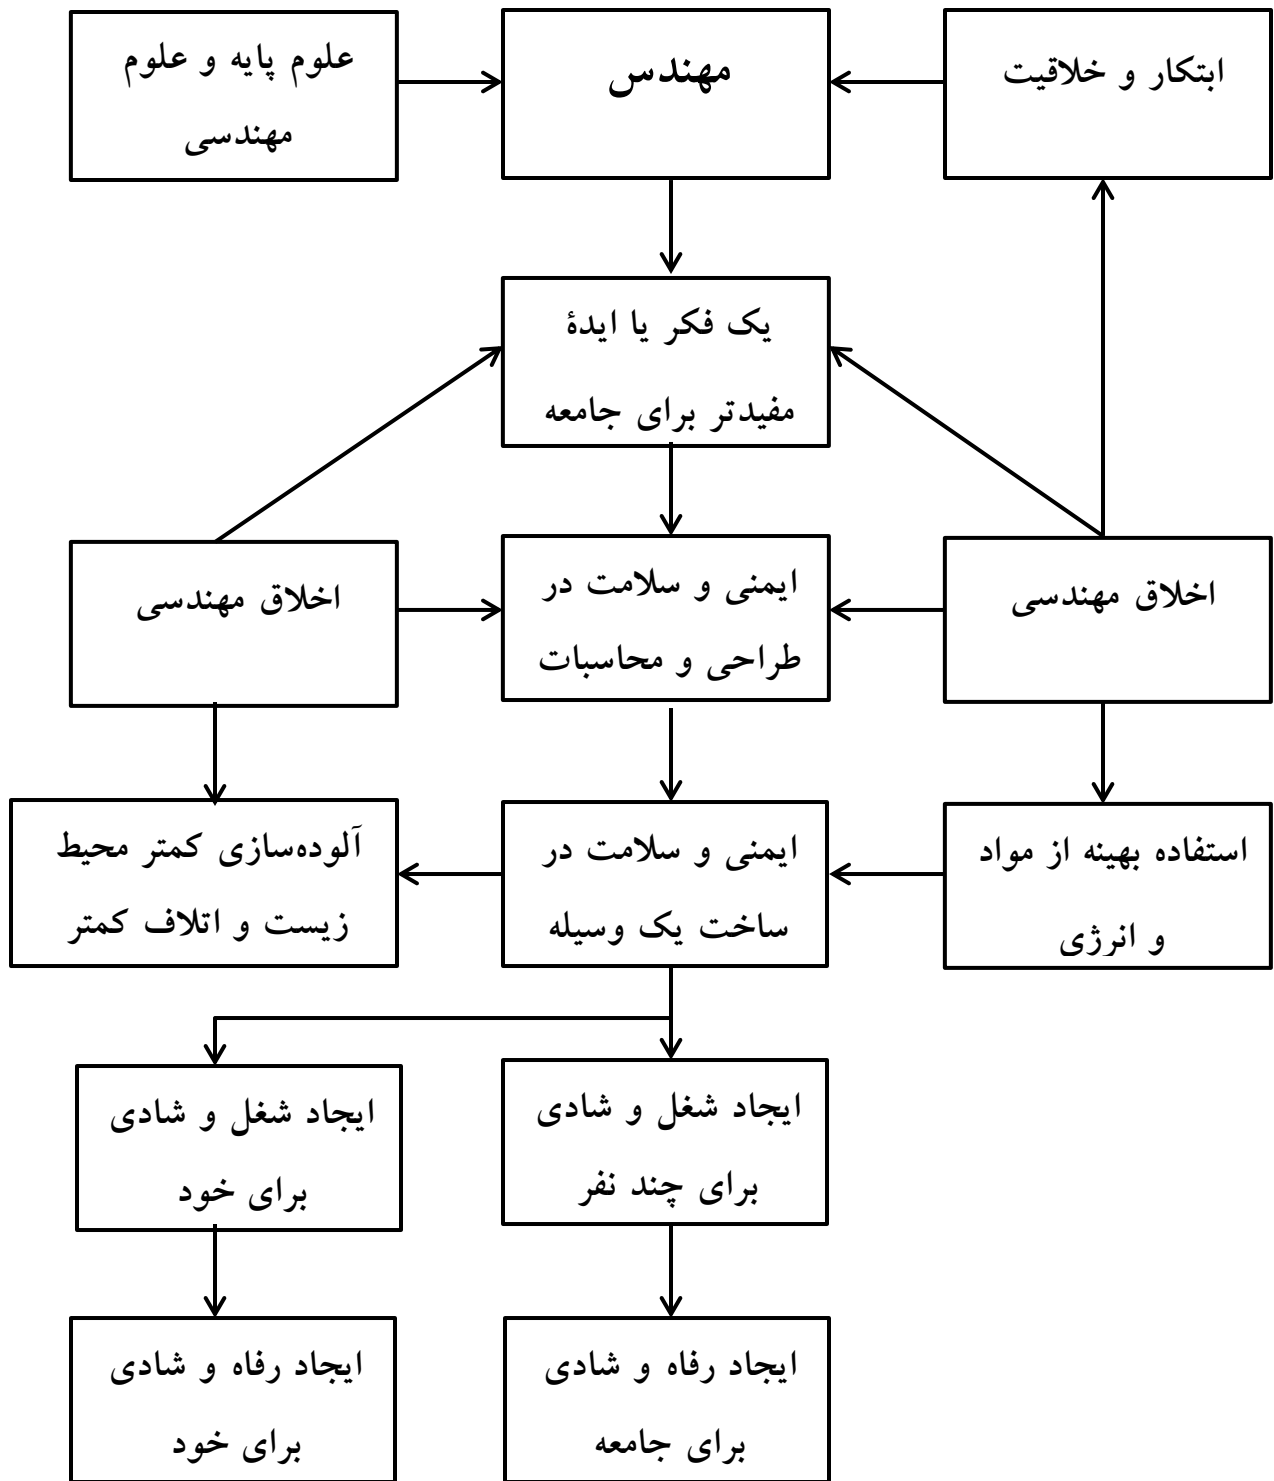 ابتکار و خلاقیت
مهندس
علوم پایه و علوم
مهندسی
یک فکر یا ایدۀ
مفیدتر برای جامعه
اخلاق مهندسی
ایمنی و سلامت در
طراحی و محاسبات
اخلاق مهندسی
استفاده بهینه از مواد
و انرژی
ایمنی و سلامت در
ساخت یک وسیله
آلوده‌سازی کمتر محیط
زیست و اتلاف کمتر
ایجاد شغل و شادی
برای چند نفر
ایجاد شغل و شادی
برای خود
ایجاد رفاه و شادی
برای جامعه
ایجاد رفاه و شادی
برای خود